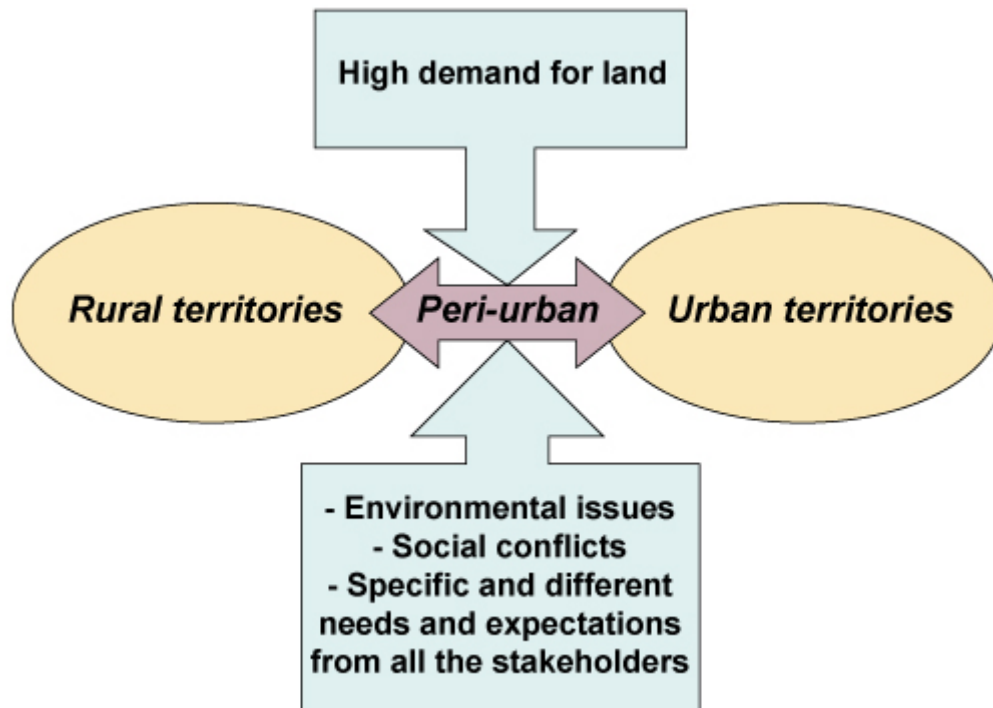 High demand for land
Rural territories
Peri-urban
Urban territories
- Environmental issues
- Social conflicts
- Specific and different
needs and expectations
from all the stakeholders